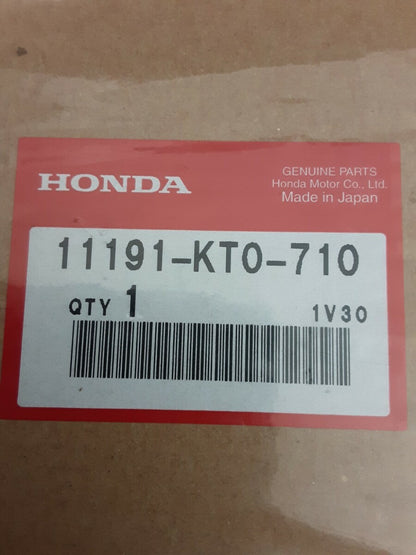 HONDA
GENUINE PARTS
Honda Motor Co., Ltd.
Made in Japan
11191-KT0-710
QTY 1
1V30